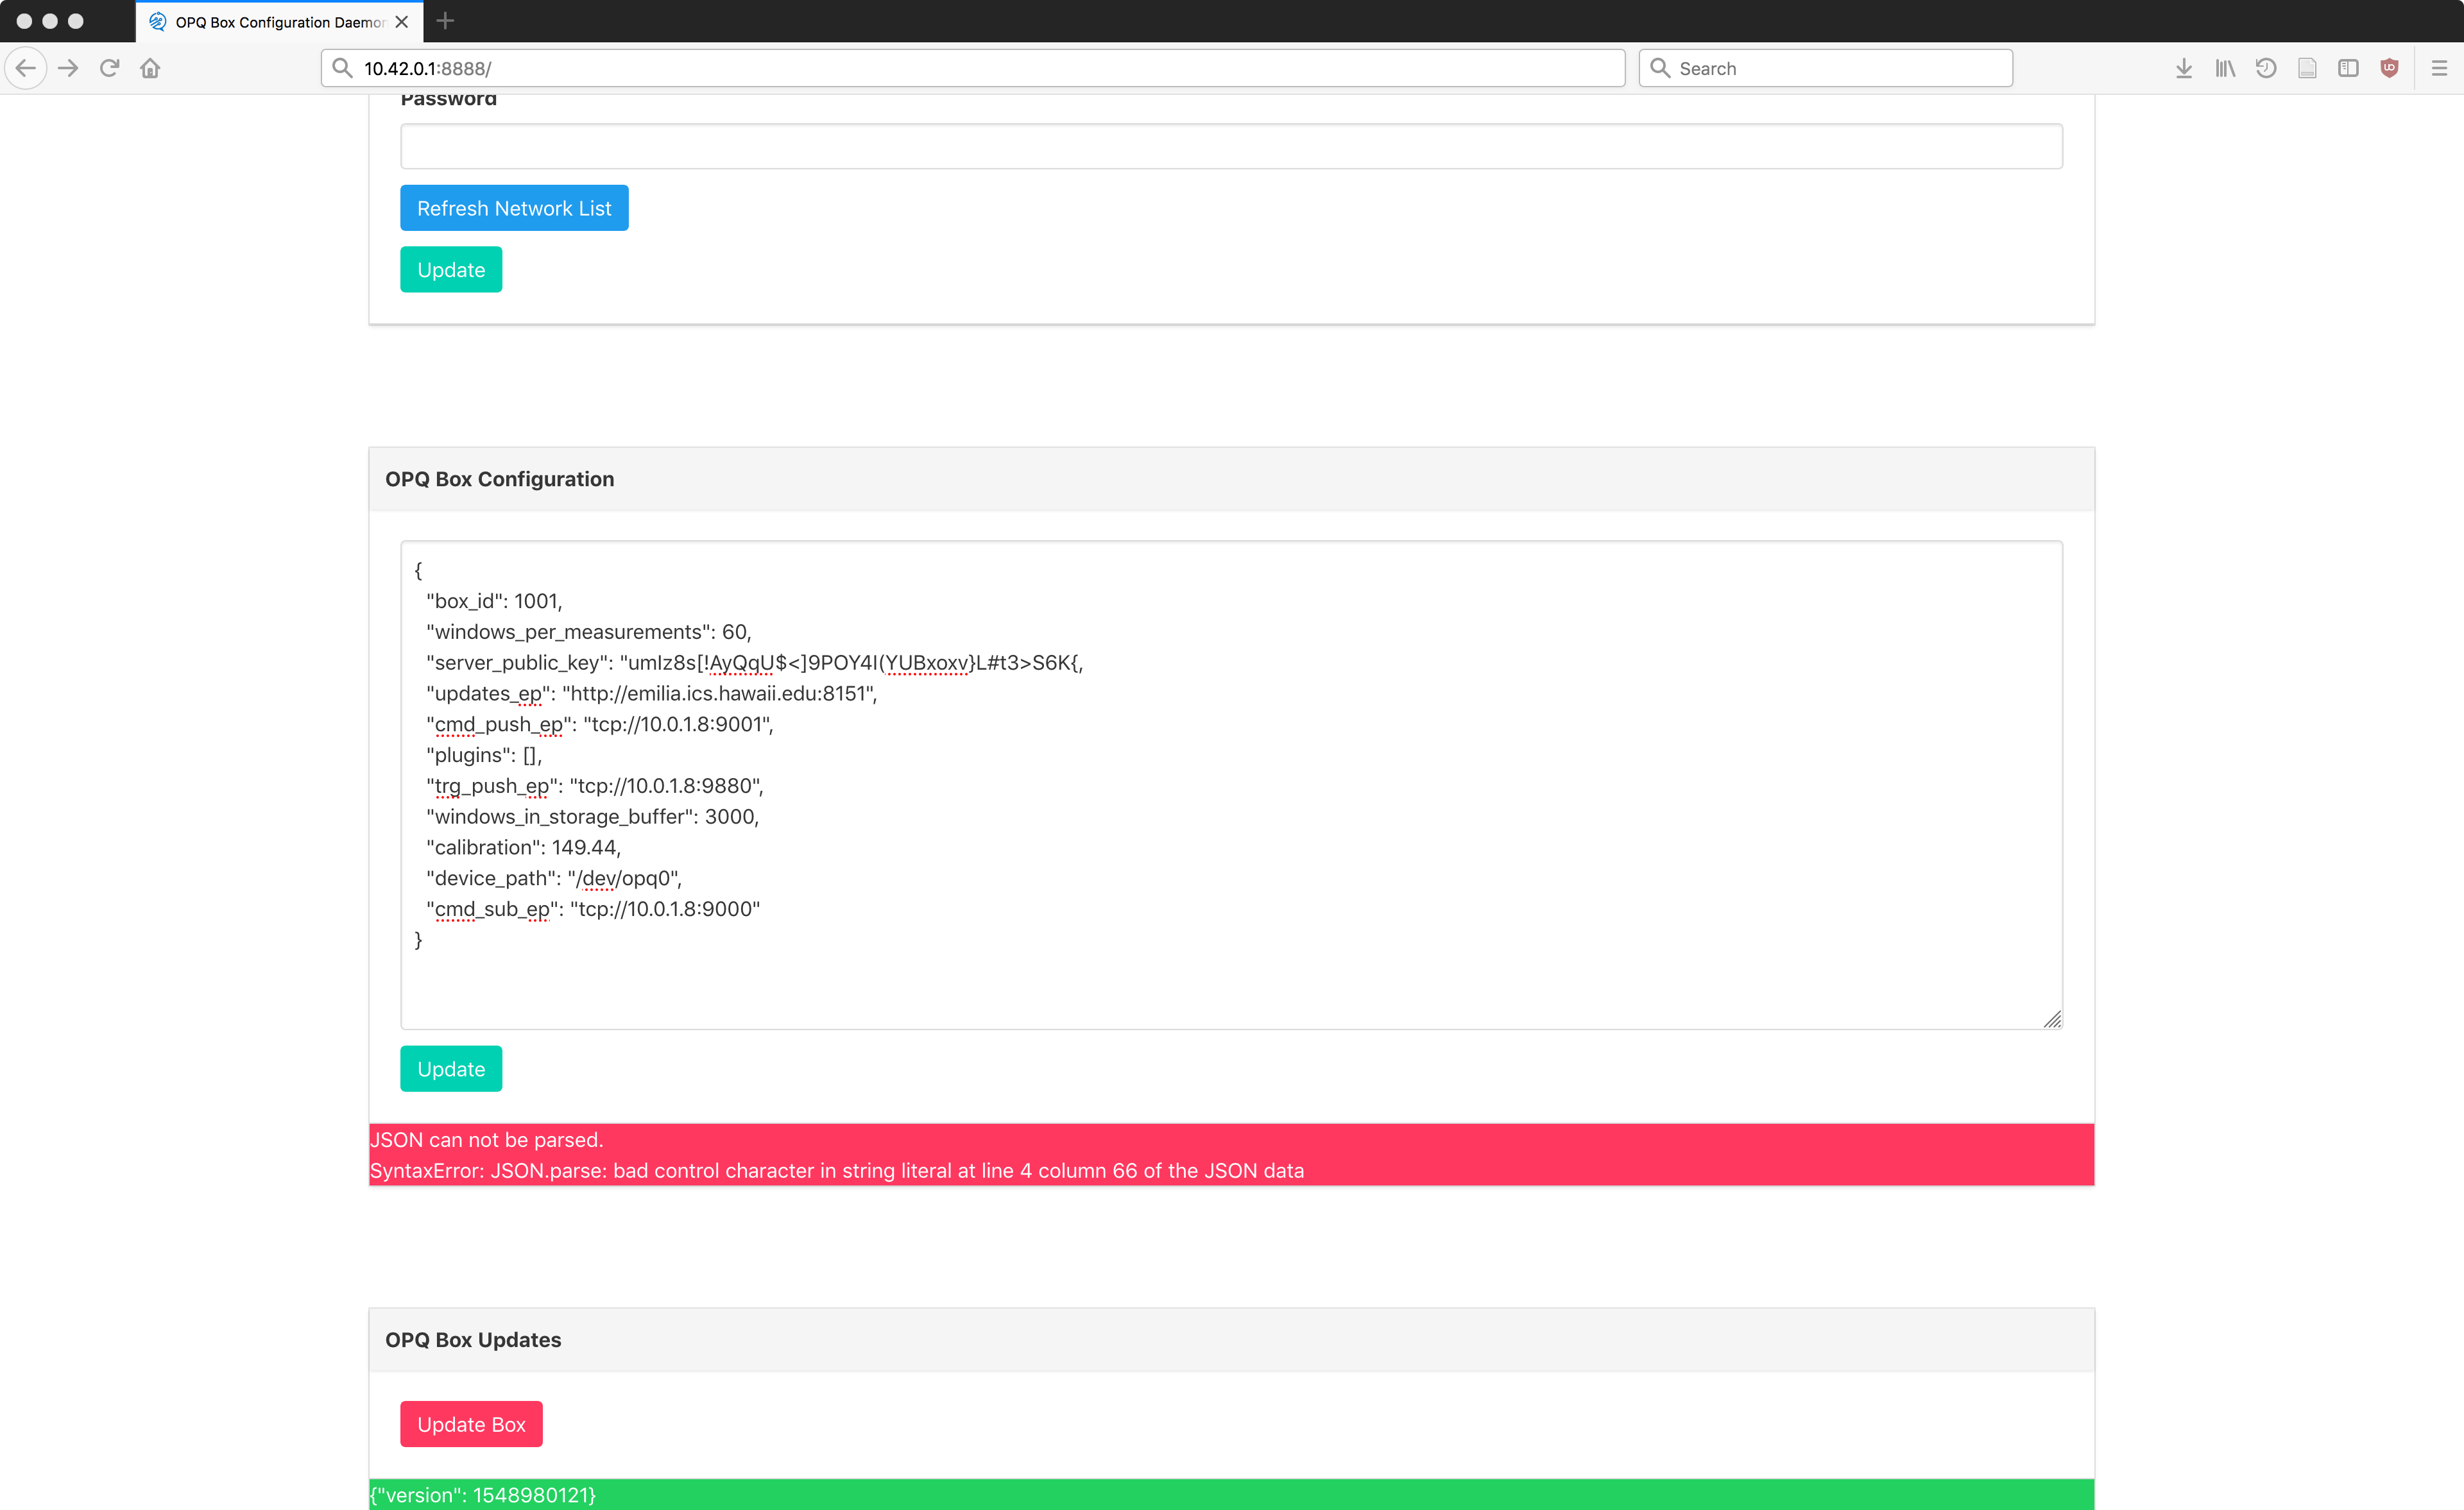 OPQ Box Configuration Daemon
10.42.0.1:8888/
Search
Password
Refresh Network List
Update
OPQ Box Configuration
{
"box_id": 1001,
"windows_per_measurements": 60,
"server_public_key": "umlz8s[!AyQqU$<]9POY4I(YUBxoxv}L#t3>S6K{,
"updates_ep": "http://emilia.ics.hawaii.edu:8151",
"cmd_push_ep": "tcp://10.0.1.8:9001",
"plugins": [],
"trg_push_ep": "tcp://10.0.1.8:9880",
"windows_in_storage_buffer": 3000,
"calibration": 149.44,
"device_path": "/dev/opq0",
"cmd_sub_ep": "tcp://10.0.1.8:9000"
}
Update
JSON can not be parsed.
SyntaxError: JSON.parse: bad control character in string literal at line 4 column 66 of the JSON data
OPQ Box Updates
Update Box
{"version": 1548980121}